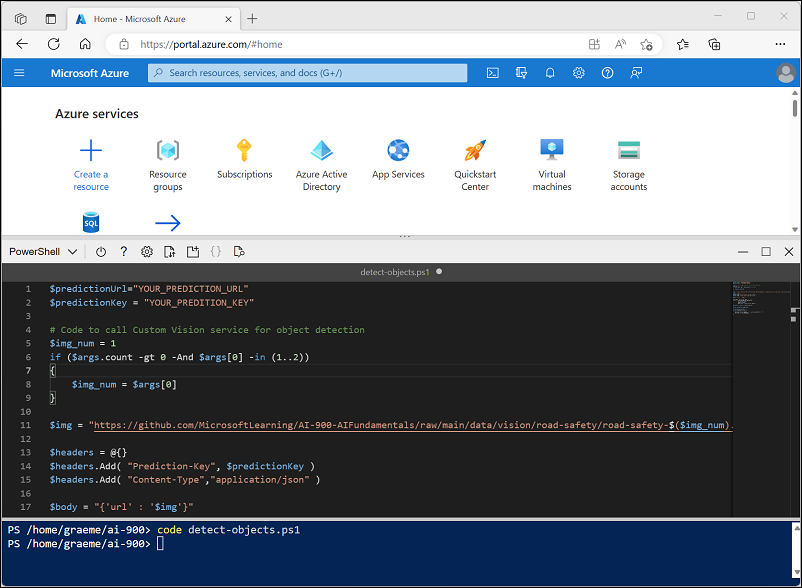 Home - Microsoft Azure
https://portal.azure.com/#home
Microsoft Azure
Search resources, services, and docs (G+/)
Azure services
Create a resource
Resource groups
Subscriptions
Azure Active Directory
App Services
Quickstart Center
Virtual machines
Storage accounts
SQL
PowerShell
detect-objects.ps1
1 $predictionUrl="YOUR_PREDICTION_URL"
2 $predictionKey = "YOUR_PREDITION_KEY"
3
4 # Code to call Custom Vision service for object detection
5 $img_num = 1
6 if ($args.count -gt 0 -And $args[0] -in (1..2))
7 {
8 $img_num = $args[0]
9 }
10
11 $img = "https://github.com/MicrosoftLearning/AI-900-AIFundamentals/raw/main/data/vision/road-safety/road-safety-$($img_num).
12
13 $headers = @{}
14 $headers.Add( "Prediction-Key", $predictionKey )
15 $headers.Add( "Content-Type","application/json" )
16
17 $body = "{'url' : '$img'}"
PS /home/graeme/ai-900> code detect-objects.ps1
PS /home/graeme/ai-900>